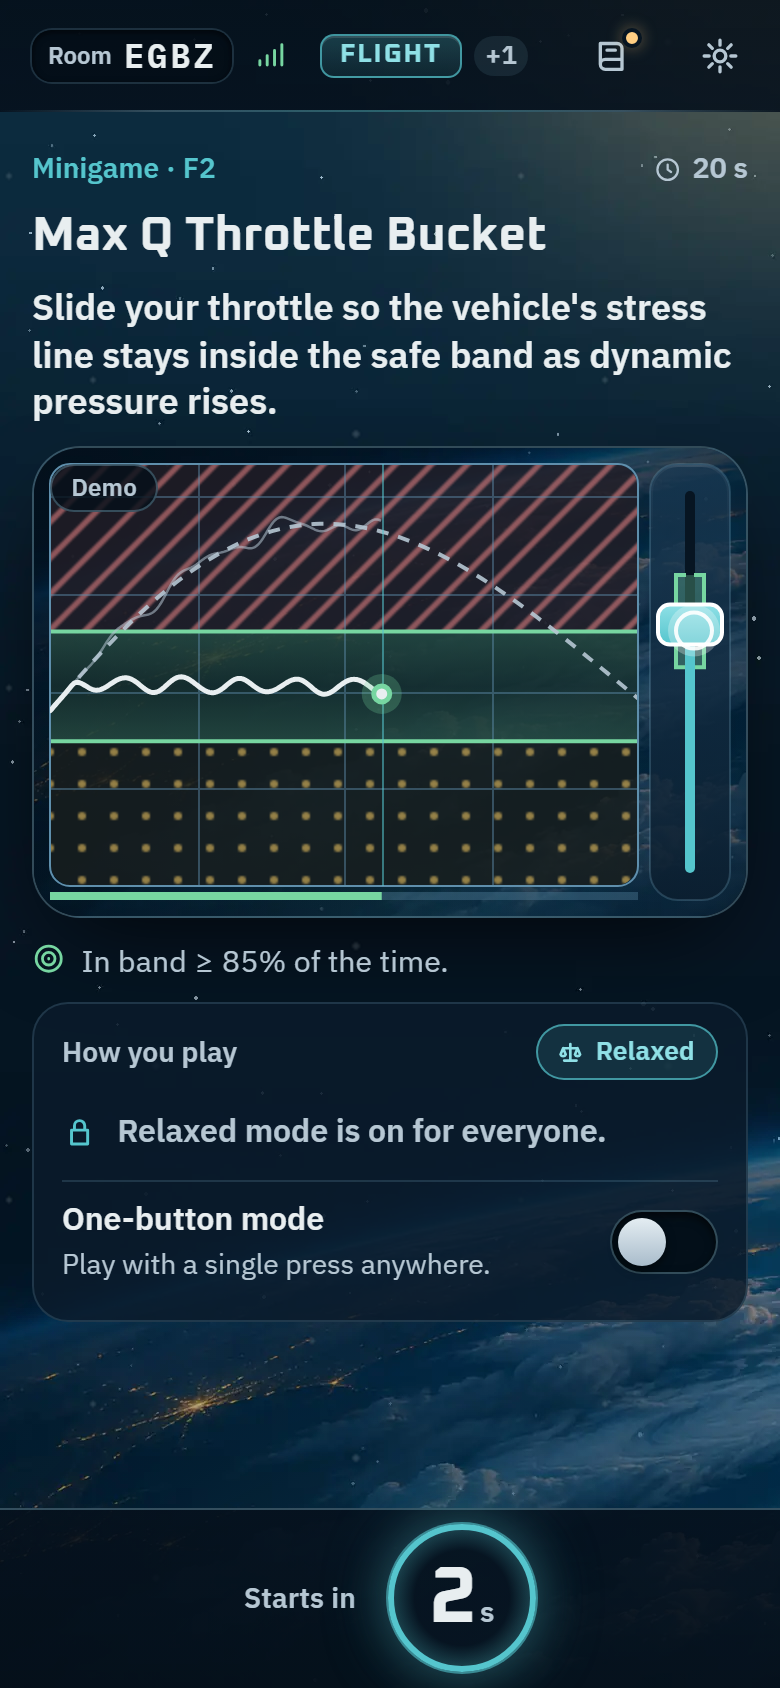 Room EGBZ FLIGHT +1
Minigame · F2 20 s
Max Q Throttle Bucket
Slide your throttle so the vehicle's stress
line stays inside the safe band as dynamic
pressure rises.
Demo
In band ≥ 85% of the time.
How you play Relaxed
Relaxed mode is on for everyone.
One-button mode
Play with a single press anywhere.
Starts in 2 s